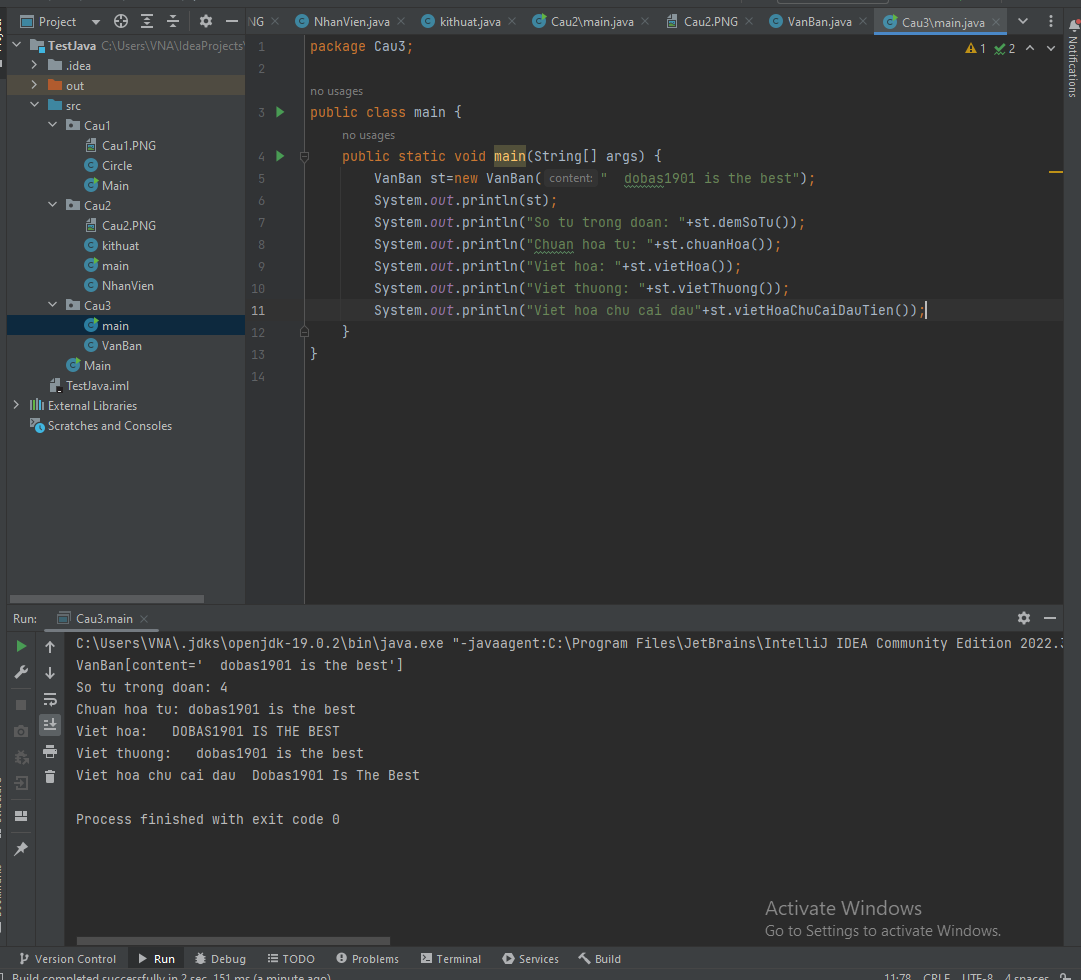 Project
NG
NhanVien.java
kithuat.java
Cau2\main.java
Cau2.PNG
VanBan.java
Cau3\main.java
Notifications
TestJava C:\Users\VNA\IdeaProjects\
.idea
out
src
Cau1
Cau1.PNG
Circle
Main
Cau2
Cau2.PNG
kithuat
main
NhanVien
Cau3
main
VanBan
Main
TestJava.iml
External Libraries
Scratches and Consoles
1 2
1 package Cau3;
2
no usages
3 public class main {
no usages
4 public static void main(String[] args) {
5 VanBan st=new VanBan( content: "  dobas1901 is the best");
6 System.out.println(st);
7 System.out.println("So tu trong doan: "+st.demSoTu());
8 System.out.println("Chuan hoa tu: "+st.chuanHoa());
9 System.out.println("Viet hoa: "+st.vietHoa());
10 System.out.println("Viet thuong: "+st.vietThuong());
11 System.out.println("Viet hoa chu cai dau"+st.vietHoaChuCaiDauTien());
12 }
13 }
14
Run: Cau3.main
C:\Users\VNA\.jdks\openjdk-19.0.2\bin\java.exe "-javaagent:C:\Program Files\JetBrains\IntelliJ IDEA Community Edition 2022.3
VanBan[content='  dobas1901 is the best']
So tu trong doan: 4
Chuan hoa tu: dobas1901 is the best
Viet hoa:   DOBAS1901 IS THE BEST
Viet thuong:   dobas1901 is the best
Viet hoa chu cai dau  Dobas1901 Is The Best
Process finished with exit code 0
Activate Windows
Go to Settings to activate Windows.
Version Control
Run
Debug
TODO
Problems
Terminal
Services
Build
Build completed successfully in 2 sec, 151 ms (a minute ago)
11:78 CRLF UTF-8 4 spaces